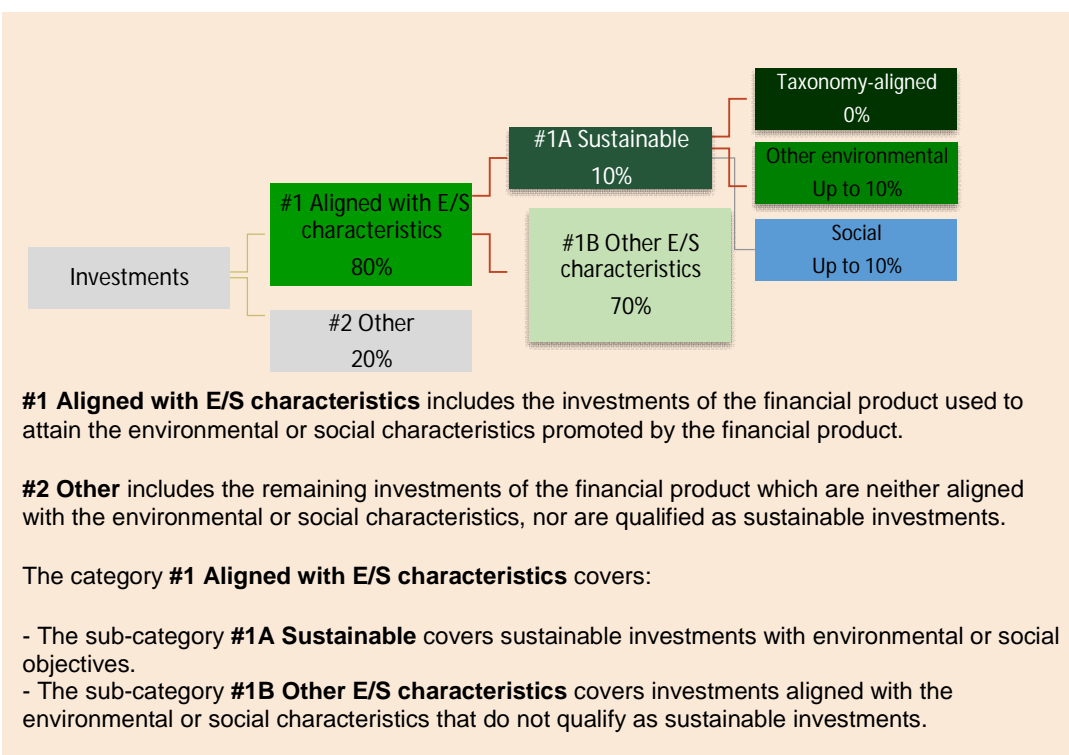 Investments
#1 Aligned with E/S
characteristics
80%
#2 Other
20%
#1A Sustainable
10%
#1B Other E/S
characteristics
70%
Taxonomy-aligned
0%
Other environmental
Up to 10%
Social
Up to 10%
#1 Aligned with E/S characteristics includes the investments of the financial product used to
attain the environmental or social characteristics promoted by the financial product.
#2 Other includes the remaining investments of the financial product which are neither aligned
with the environmental or social characteristics, nor are qualified as sustainable investments.
The category #1 Aligned with E/S characteristics covers:
- The sub-category #1A Sustainable covers sustainable investments with environmental or social
objectives.
- The sub-category #1B Other E/S characteristics covers investments aligned with the
environmental or social characteristics that do not qualify as sustainable investments.